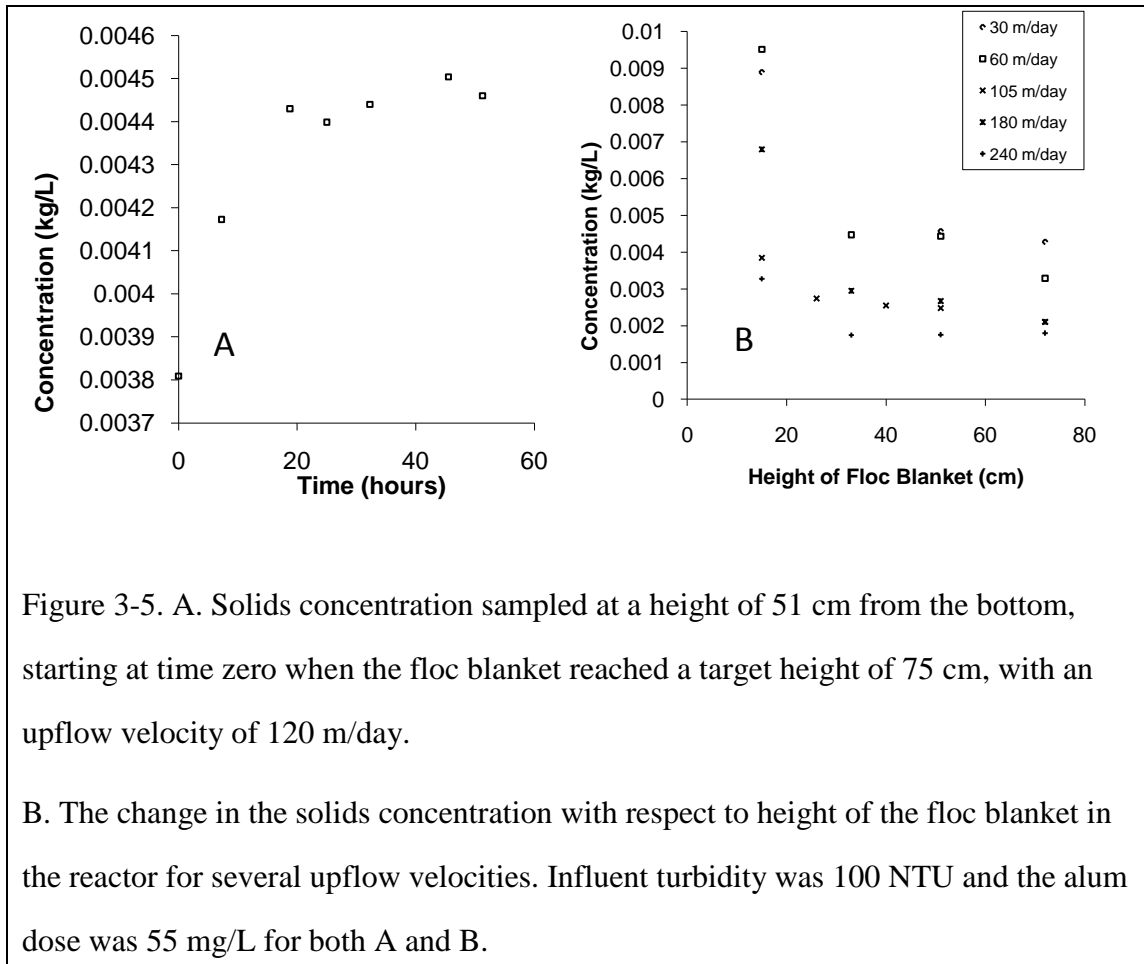 0.0046
0.0045
0.0044
0.0043
0.0042
0.0041
0.004
0.0039
0.0038
0.0037
Concentration (kg/L)
A
0 20 40 60
Time (hours)
0.01
0.009
0.008
0.007
0.006
0.005
0.004
0.003
0.002
0.001
0
Concentration (kg/L)
B
30 m/day
60 m/day
105 m/day
180 m/day
240 m/day
0 20 40 60 80
Height of Floc Blanket (cm)
Figure 3-5. A. Solids concentration sampled at a height of 51 cm from the bottom,
starting at time zero when the floc blanket reached a target height of 75 cm, with an
upflow velocity of 120 m/day.
B. The change in the solids concentration with respect to height of the floc blanket in
the reactor for several upflow velocities. Influent turbidity was 100 NTU and the alum
dose was 55 mg/L for both A and B.